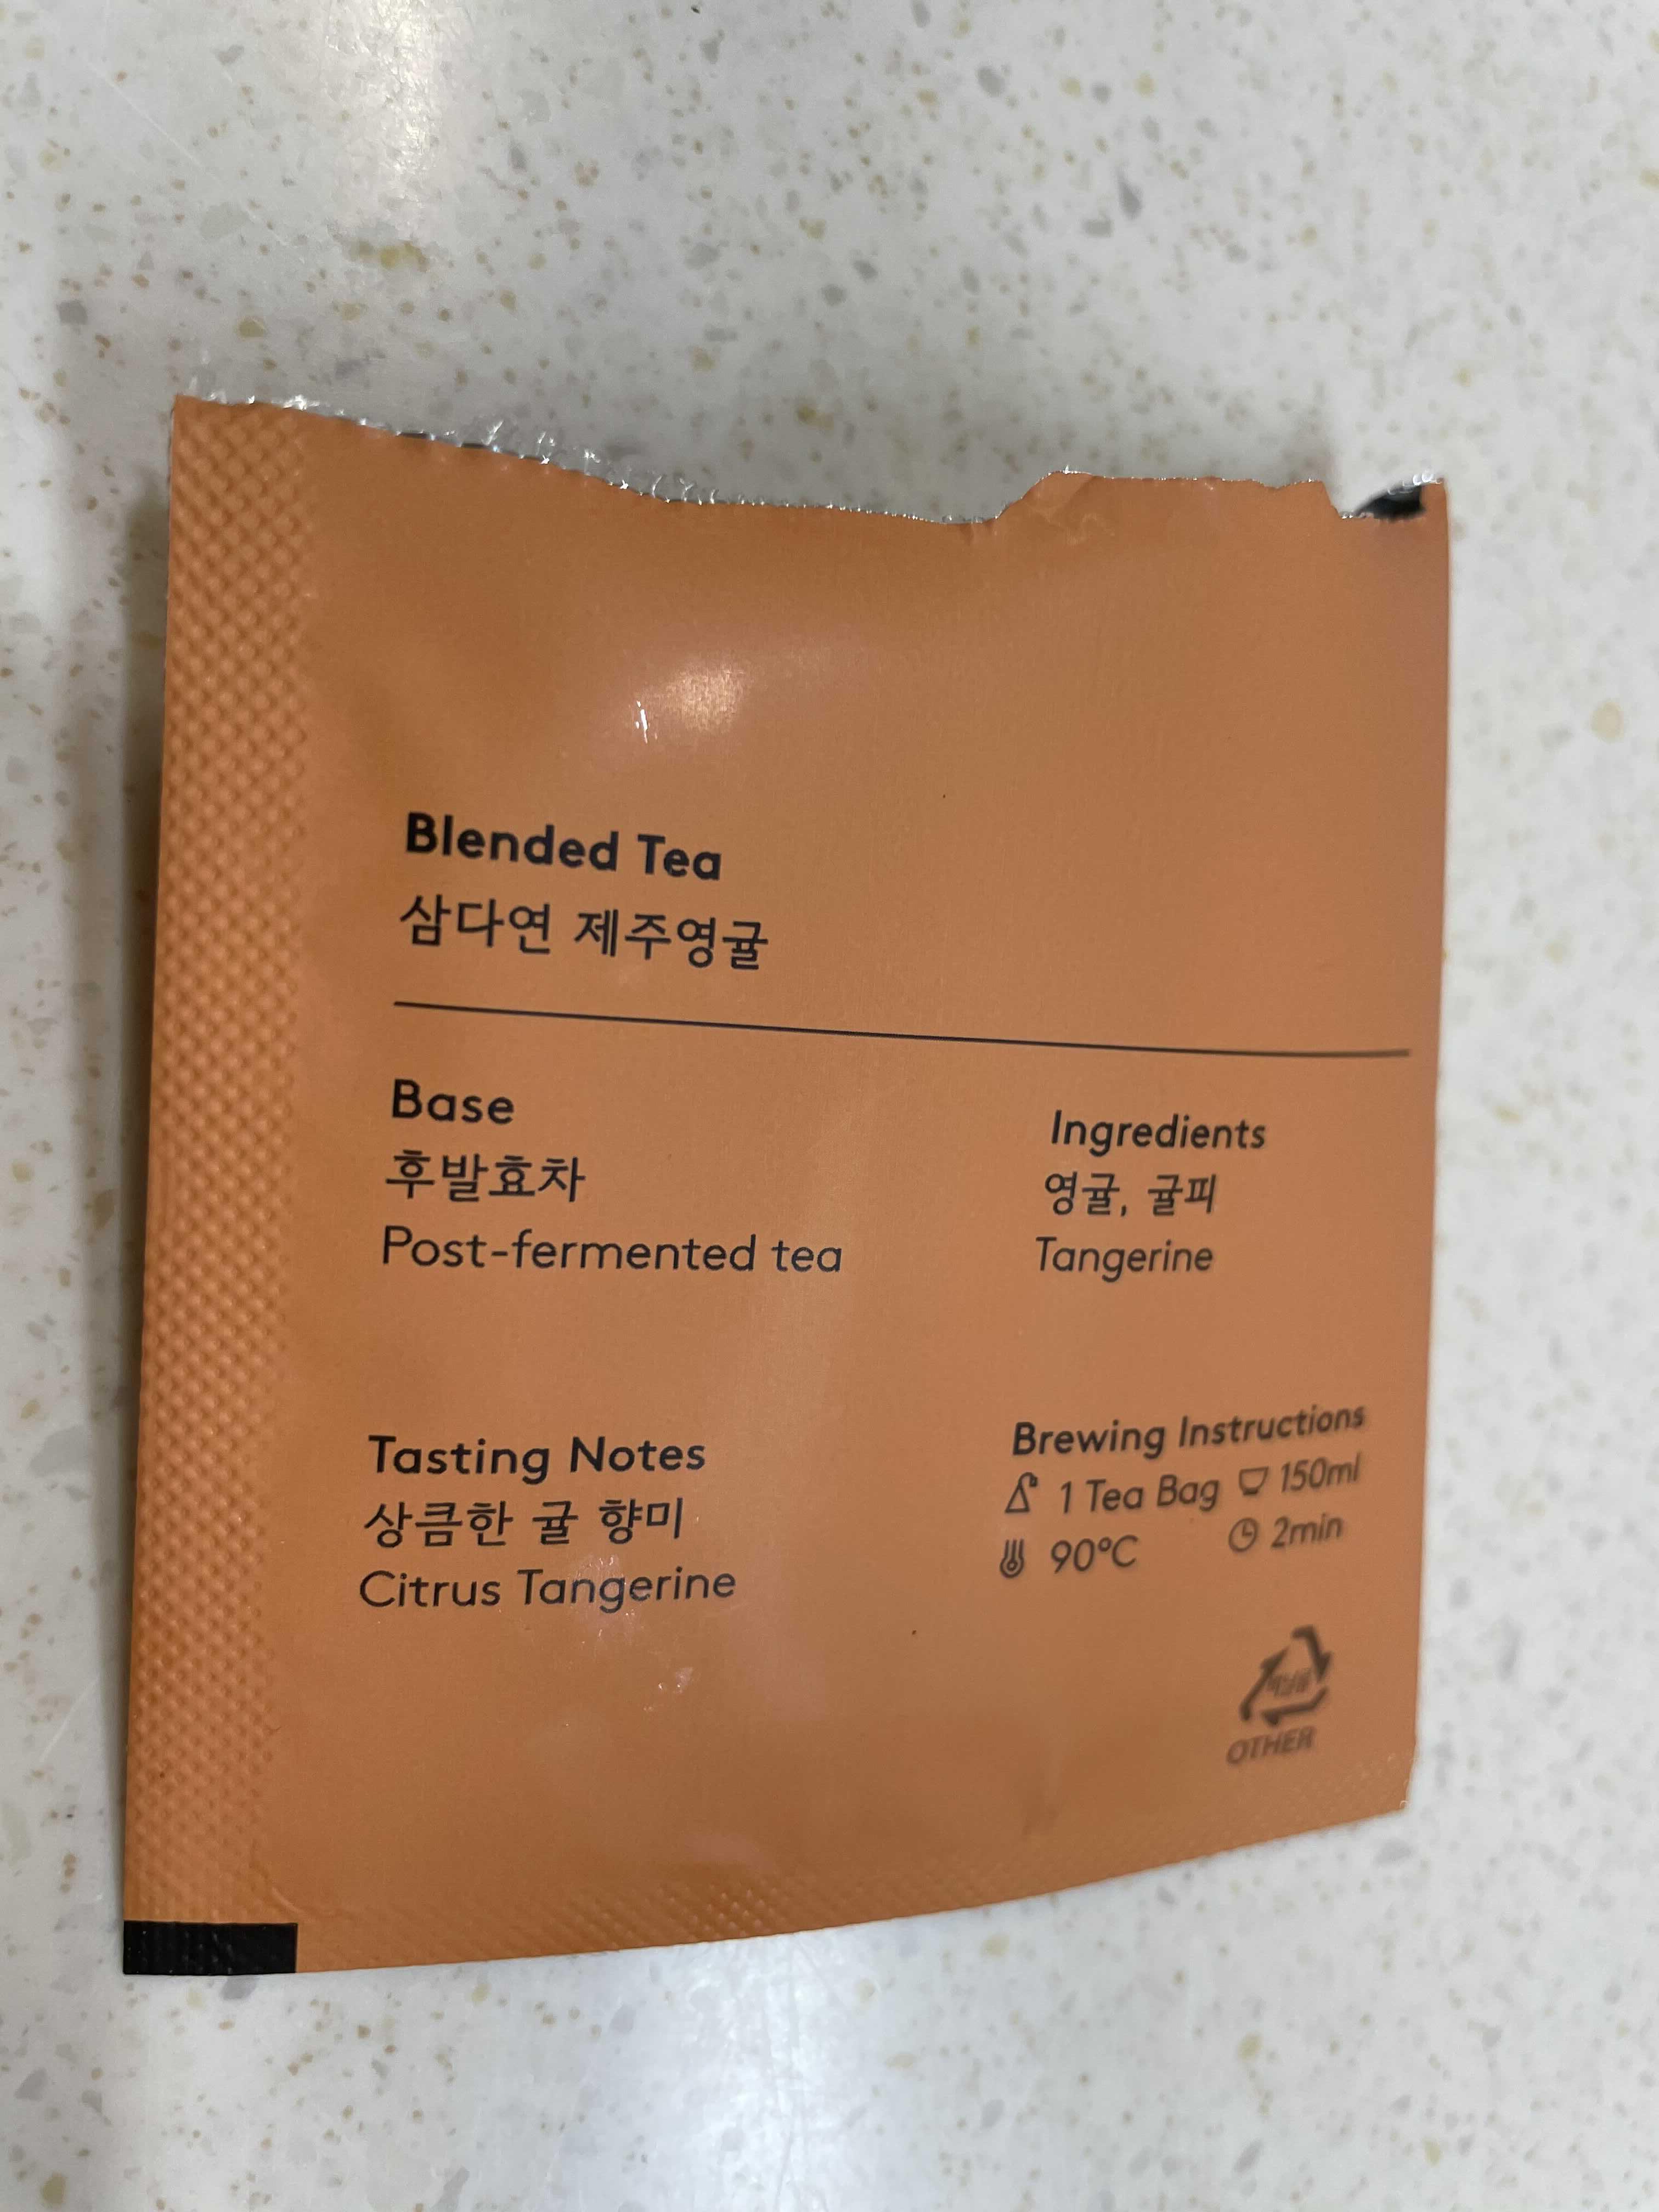 Blended Tea
삼다연 제주영귤
Base
후발효차
Post-fermented tea
Ingredients
영귤, 귤피
Tangerine
Tasting Notes
상큼한 귤 향미
Citrus Tangerine
Brewing Instructions
1 Tea Bag 150ml
90°C 2min
OTHER